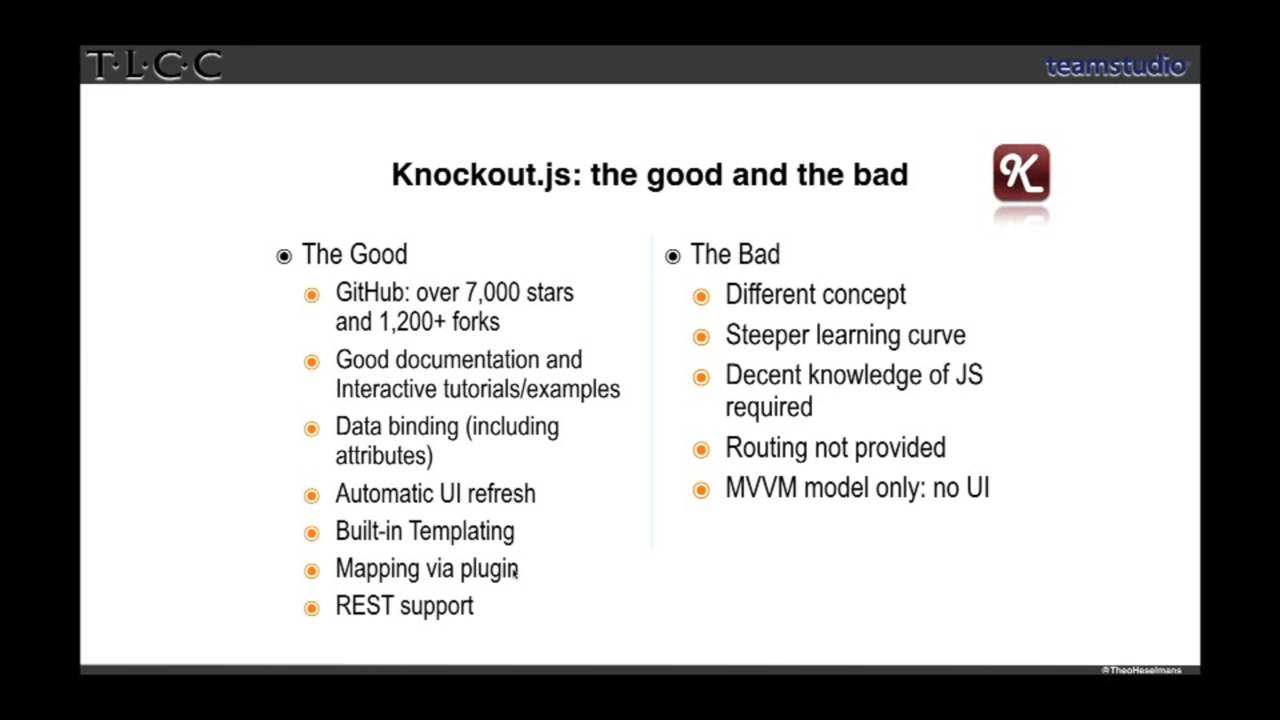 T·L·C·C
teamstudio
Knockout.js: the good and the bad
K
The Good
GitHub: over 7,000 stars
and 1,200+ forks
Good documentation and
Interactive tutorials/examples
Data binding (including
attributes)
Automatic UI refresh
Built-in Templating
Mapping via plugin
REST support
The Bad
Different concept
Steeper learning curve
Decent knowledge of JS
required
Routing not provided
MVVM model only: no UI
@TheoHeselmans